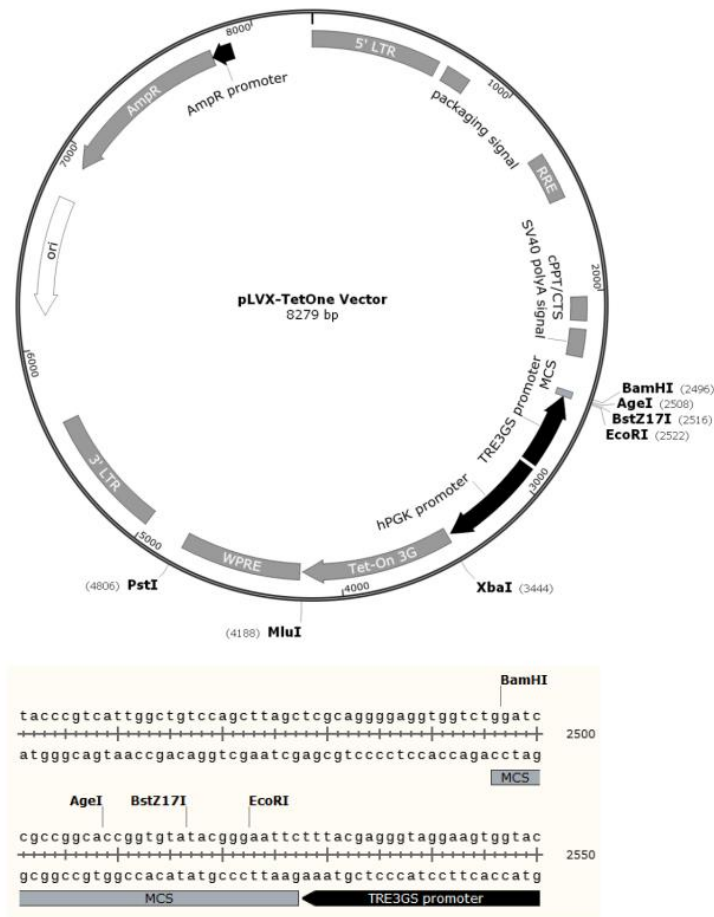 8000
5' LTR
AmpR promoter
AmpR
1000
packaging signal
7000
RRE
ori
2000
cPPT/CTS
SV40 polyA signal
pLVX-TetOne Vector
8279 bp
MCS
6000
BamHI (2496)
AgeI (2508)
BstZ17I (2516)
EcoRI (2522)
TRE3GS promoter
3000
hPGK promoter
3' LTR
5000
WPRE
Tet-On 3G
4000
(4806) PstI
XbaI (3444)
(4188) MluI
BamHI
tacccgtcattggctgtccagcttagctcgcaggggaggtggtctggatc
2500
atgggcagtaaccgacaggtcgaatcgagcgtcccctccaccagacctag
MCS
AgeI BstZ17I EcoRI
cgccggcaccggtgtatacgggaattctttacgagggtaggaagtggtac
2550
gcggccgtggccacatatgcccttaagaaatgctcccatccttcaccatg
MCS TRE3GS promoter